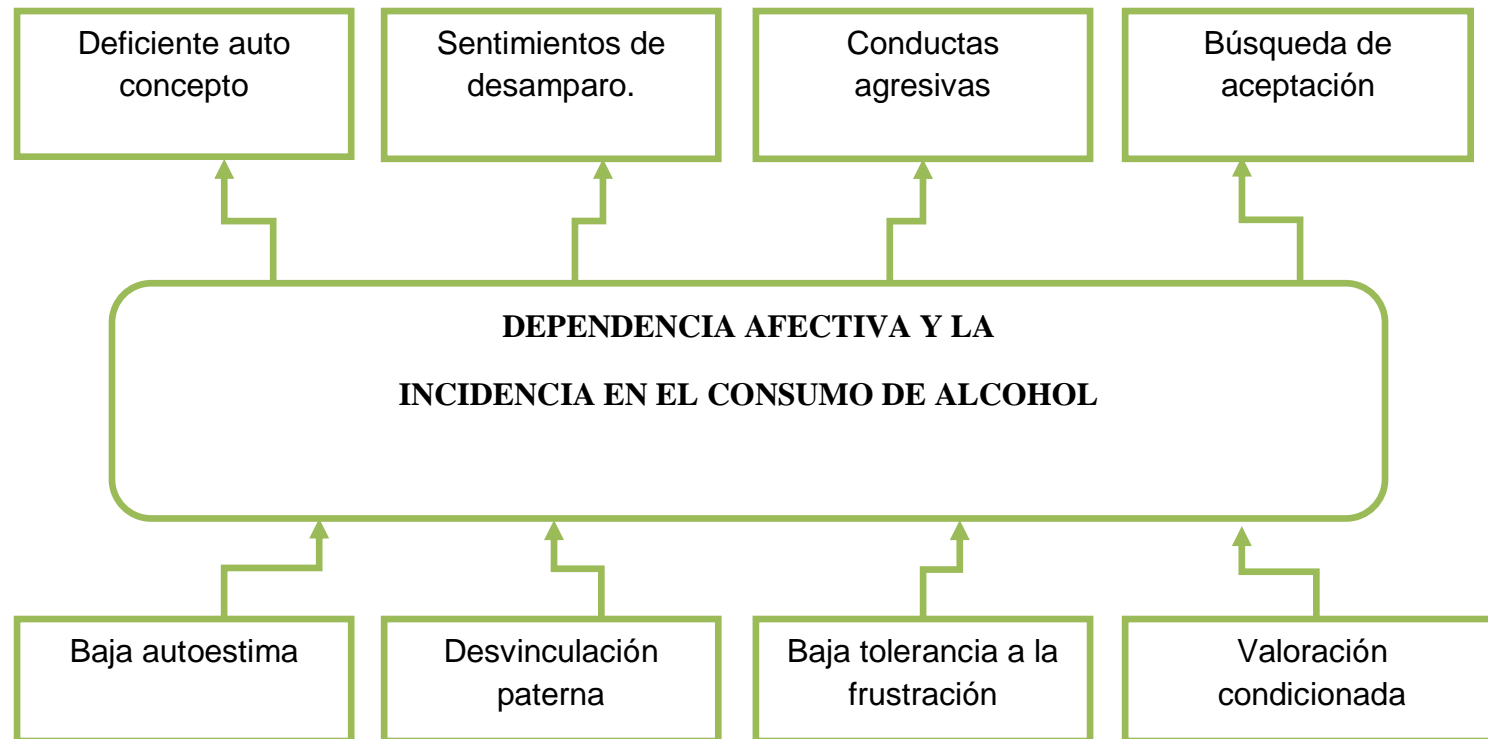 Deficiente auto
concepto
Sentimientos de
desamparo.
Conductas
agresivas
Búsqueda de
aceptación
DEPENDENCIA AFECTIVA Y LA
INCIDENCIA EN EL CONSUMO DE ALCOHOL
Baja autoestima
Desvinculación
paterna
Baja tolerancia a la
frustración
Valoración
condicionada